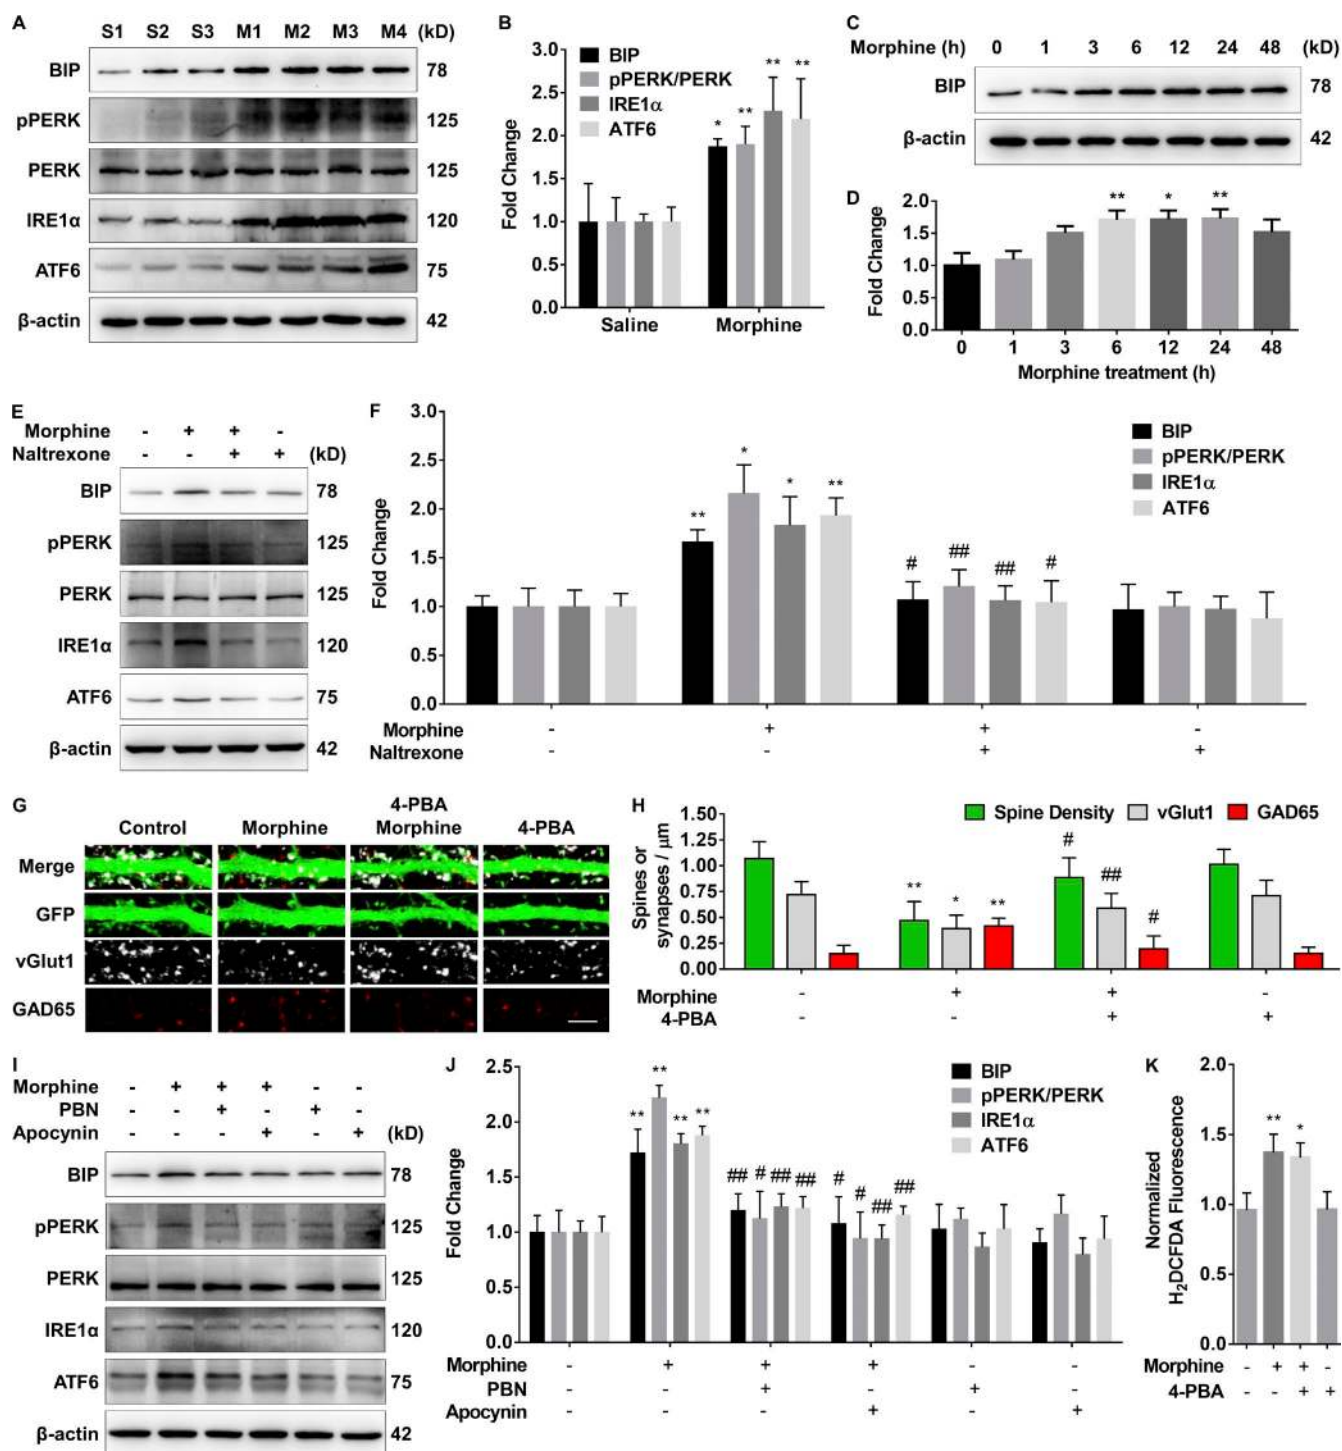 A
S1 S2 S3 M1 M2 M3 M4 (kD)
BIP 78
pPERK 125
PERK 125
IRE1α 120
ATF6 75
β-actin 42
B
3.0
2.5
2.0
1.5
1.0
0.5
0.0
Fold Change
BIP
pPERK/PERK
IRE1α
ATF6
* ** ** **
Saline Morphine
C
Morphine (h) 0 1 3 6 12 24 48 (kD)
BIP 78
β-actin 42
D
2.0
1.5
1.0
0.5
0.0
Fold Change
** * **
0 1 3 6 12 24 48
Morphine treatment (h)
E
Morphine - + + -
Naltrexone - - + + (kD)
BIP 78
pPERK 125
PERK 125
IRE1α 120
ATF6 75
β-actin 42
F
3.0
2.5
2.0
1.5
1.0
0.5
0.0
Fold Change
BIP
pPERK/PERK
IRE1α
ATF6
** * * **
# ## ## #
Morphine - + + -
Naltrexone - - + +
G
4-PBA
Control Morphine Morphine 4-PBA
Merge
GFP
vGlut1
GAD65
H
Spine Density vGlut1 GAD65
1.50
1.25
1.00
0.75
0.50
0.25
0.00
Spines or
synapses / μm
** * **
# ## #
Morphine - + + -
4-PBA - - + +
I
Morphine - + + + - -
PBN - - + - + -
Apocynin - - - + - + (kD)
BIP 78
pPERK 125
PERK 125
IRE1α 120
ATF6 75
β-actin 42
J
2.5
2.0
1.5
1.0
0.5
0.0
Fold Change
BIP
pPERK/PERK
IRE1α
ATF6
** ** ** **
## # ## ##
# # ## ##
Morphine - + + + - -
PBN - - + - + -
Apocynin - - - + - +
K
2.0
1.5
1.0
0.5
0.0
Normalized
H₂DCFDA Fluorescence
** *
Morphine - + + -
4-PBA - - + +